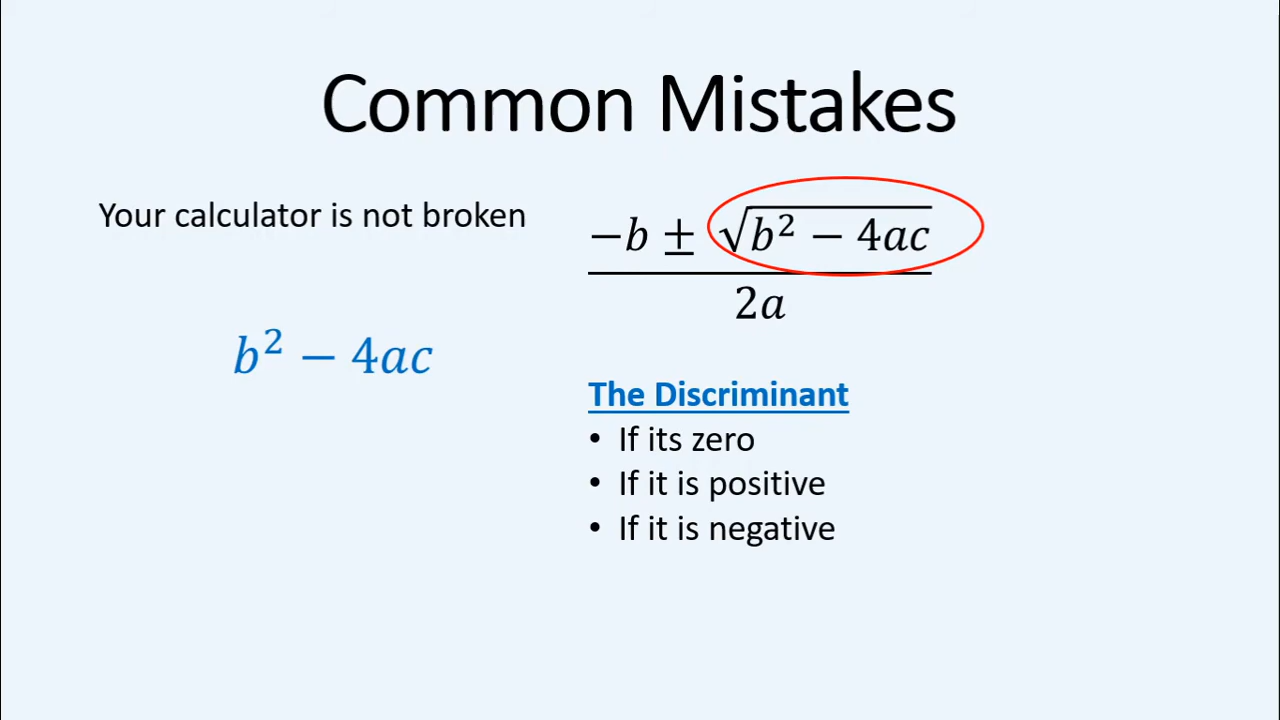 Common Mistakes
Your calculator is not broken
−b ± √b² − 4ac
2a
b² − 4ac
The Discriminant
• If its zero
• If it is positive
• If it is negative